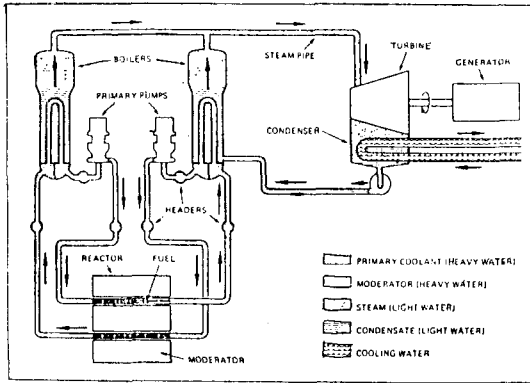 BOILERS
STEAM PIPE
TURBINE
GENERATOR
PRIMARY PUMPS
CONDENSER
HEADERS
REACTOR
FUEL
MODERATOR
PRIMARY COOLANT (HEAVY WATER)
MODERATOR (HEAVY WATER)
STEAM (LIGHT WATER)
CONDENSATE (LIGHT WATER)
COOLING WATER